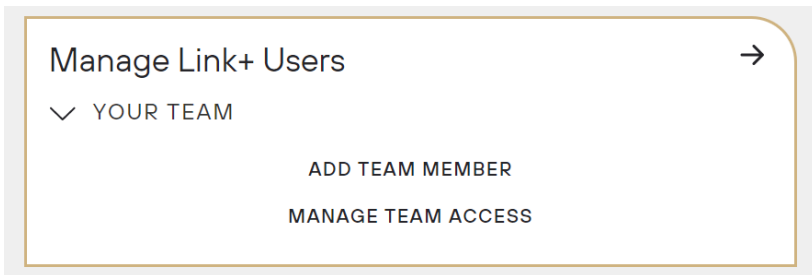 Manage Link+ Users
YOUR TEAM
ADD TEAM MEMBER
MANAGE TEAM ACCESS